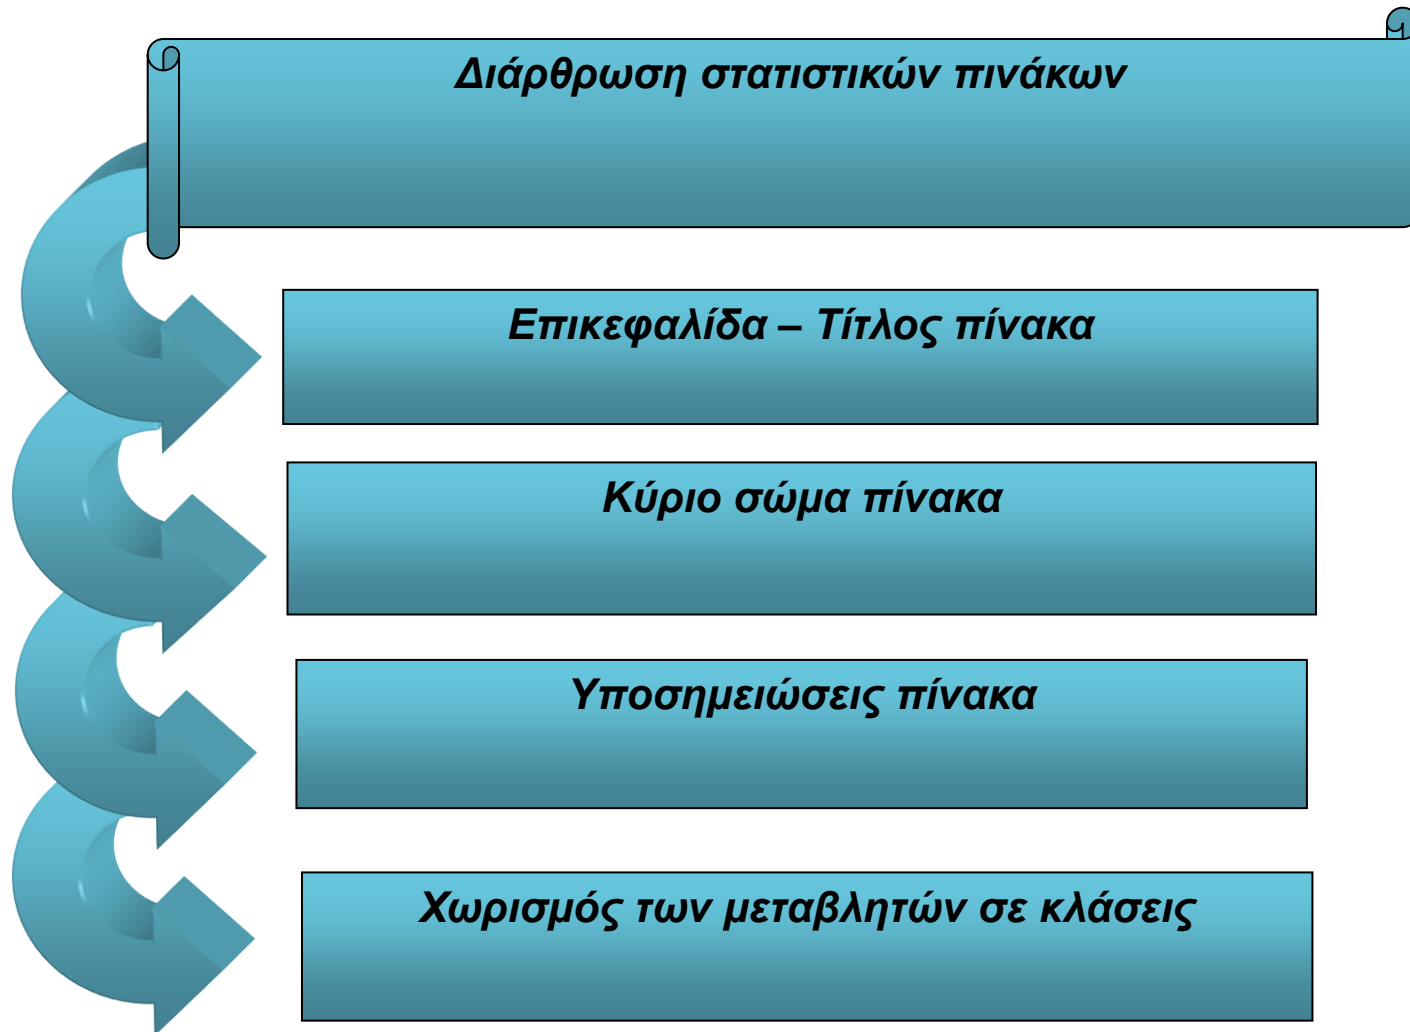 Διάρθρωση στατιστικών πινάκων
Επικεφαλίδα – Τίτλος πίνακα
Κύριο σώμα πίνακα
Υποσημειώσεις πίνακα
Χωρισμός των μεταβλητών σε κλάσεις